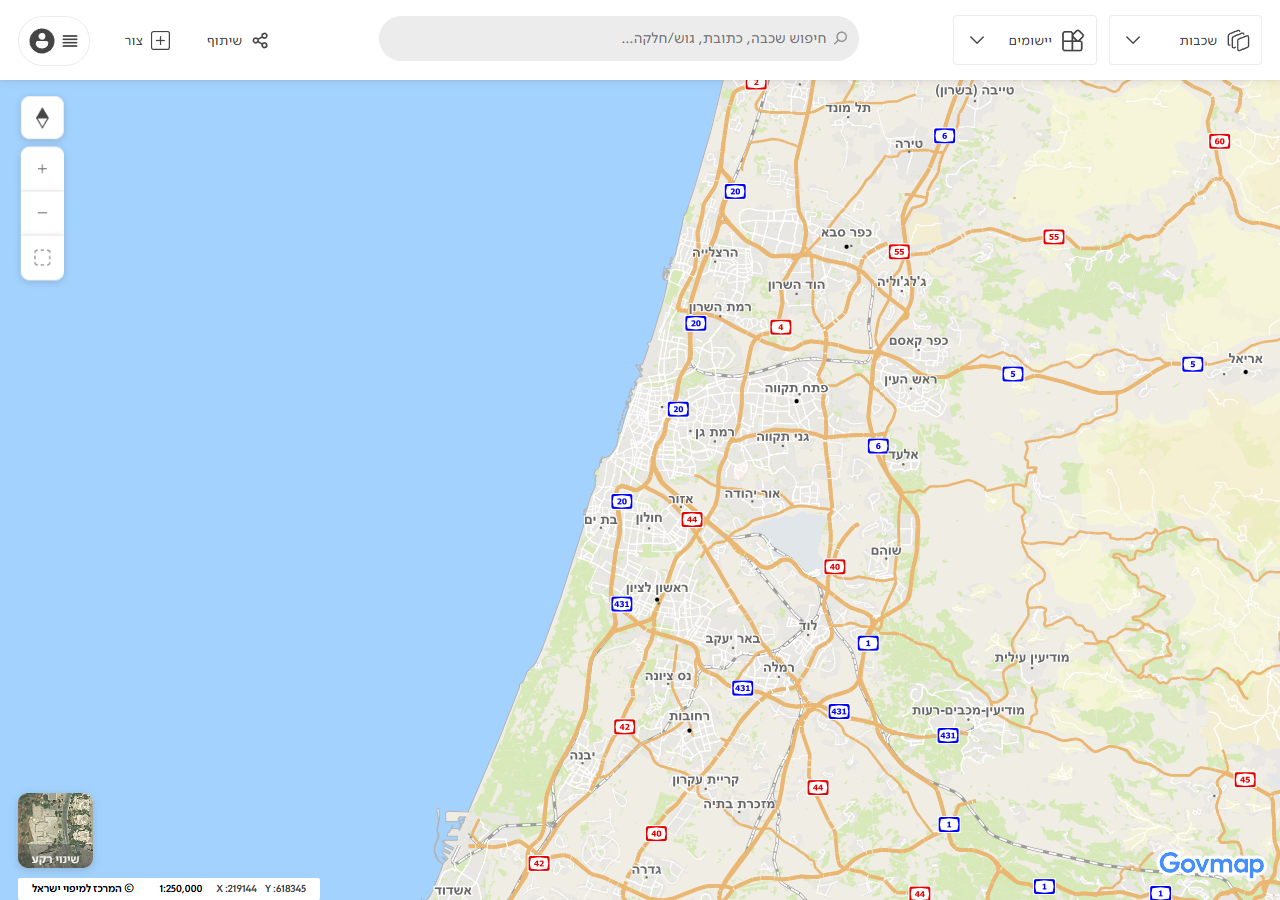 שכבות
יישומים
חיפוש שכבה, כתובת, גוש/חלקה...
שיתוף
צור
+
−
2
טייבה (בשרון)
תל מונד
6
60
טירה
20
כפר סבא
55
55
הרצלייה
ג'לג'וליה
הוד השרון
רמת השרון
20
4
כפר קאסם
אריאל
5
5
ראש העין
פתח תקווה
20
רמת גן
גני תקווה
6
אלעד
אור יהודה
אזור
20
חולון
בת ים
44
שוהם
40
ראשון לציון
431
לוד
באר יעקב
1
מודיעין עילית
רמלה
נס ציונה
431
רחובות
431
מודיעין-מכבים-רעות
42
431
יבנה
קריית עקרון
45
44
מזכרת בתיה
1
40
42
גדרה
אשדוד
44
1
1
שינוי רקע
Govmap
© המרכז למיפוי ישראל
1:250,000
X :219144
Y :618345